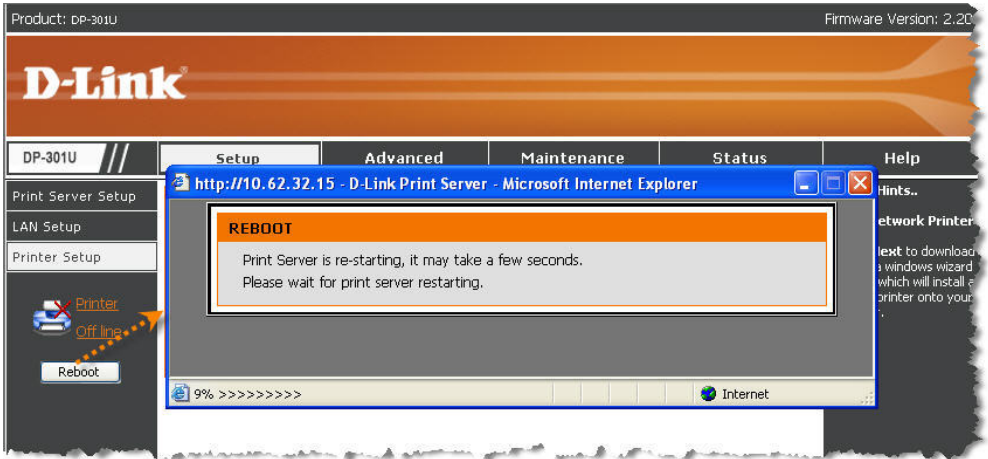 Product: DP-301U
Firmware Version: 2.20
D-Link®
DP-301U
Setup
Advanced
Maintenance
Status
Help
http://10.62.32.15 - D-Link Print Server - Microsoft Internet Explorer
Print Server Setup
LAN Setup
Printer Setup
Printer
Off line
Reboot
REBOOT
Print Server is re-starting, it may take a few seconds.
Please wait for print server restarting.
9% >>>>>>>>>
Internet
Hints..
Printer
to download
a windows wizard
which will install
printer onto your